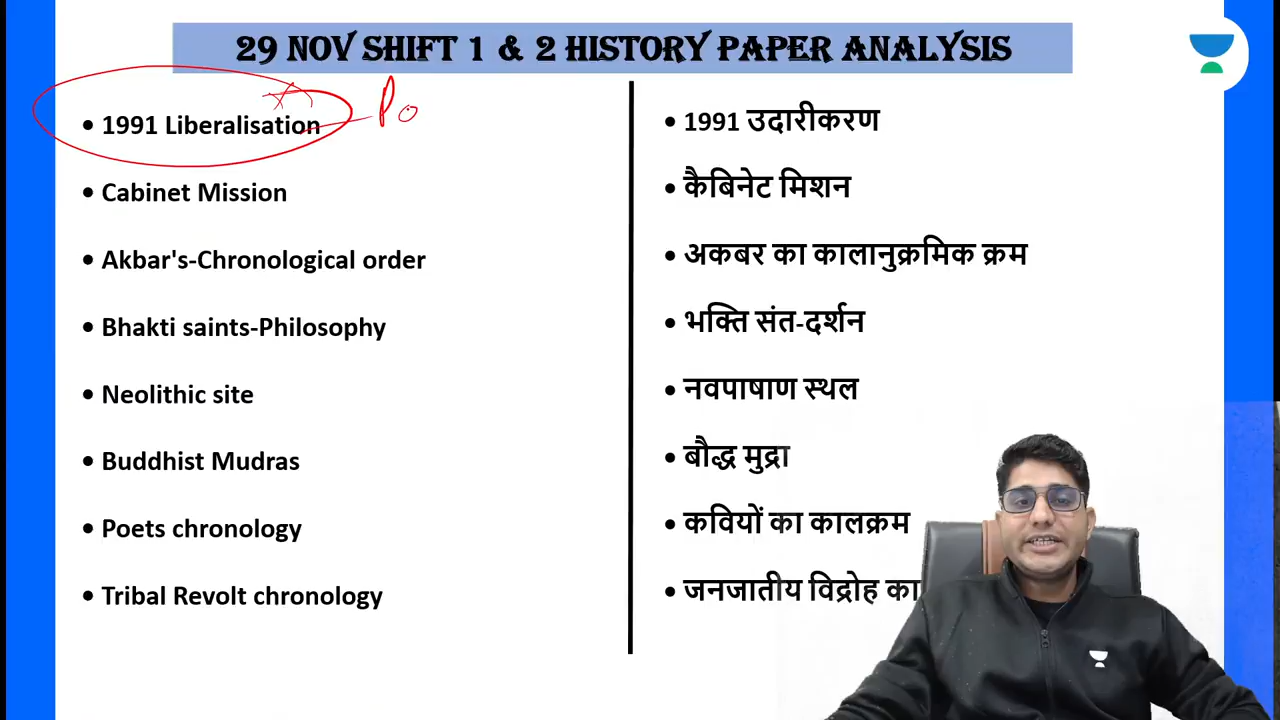 29 NOV SHIFT 1 & 2 HISTORY PAPER ANALYSIS
• 1991 Liberalisation
Po
• Cabinet Mission
• Akbar's-Chronological order
• Bhakti saints-Philosophy
• Neolithic site
• Buddhist Mudras
• Poets chronology
• Tribal Revolt chronology
• 1991 उदारीकरण
• कैबिनेट मिशन
• अकबर का कालानुक्रमिक क्रम
• भक्ति संत-दर्शन
• नवपाषाण स्थल
• बौद्ध मुद्रा
• कवियों का कालक्रम
• जनजातीय विद्रोह का